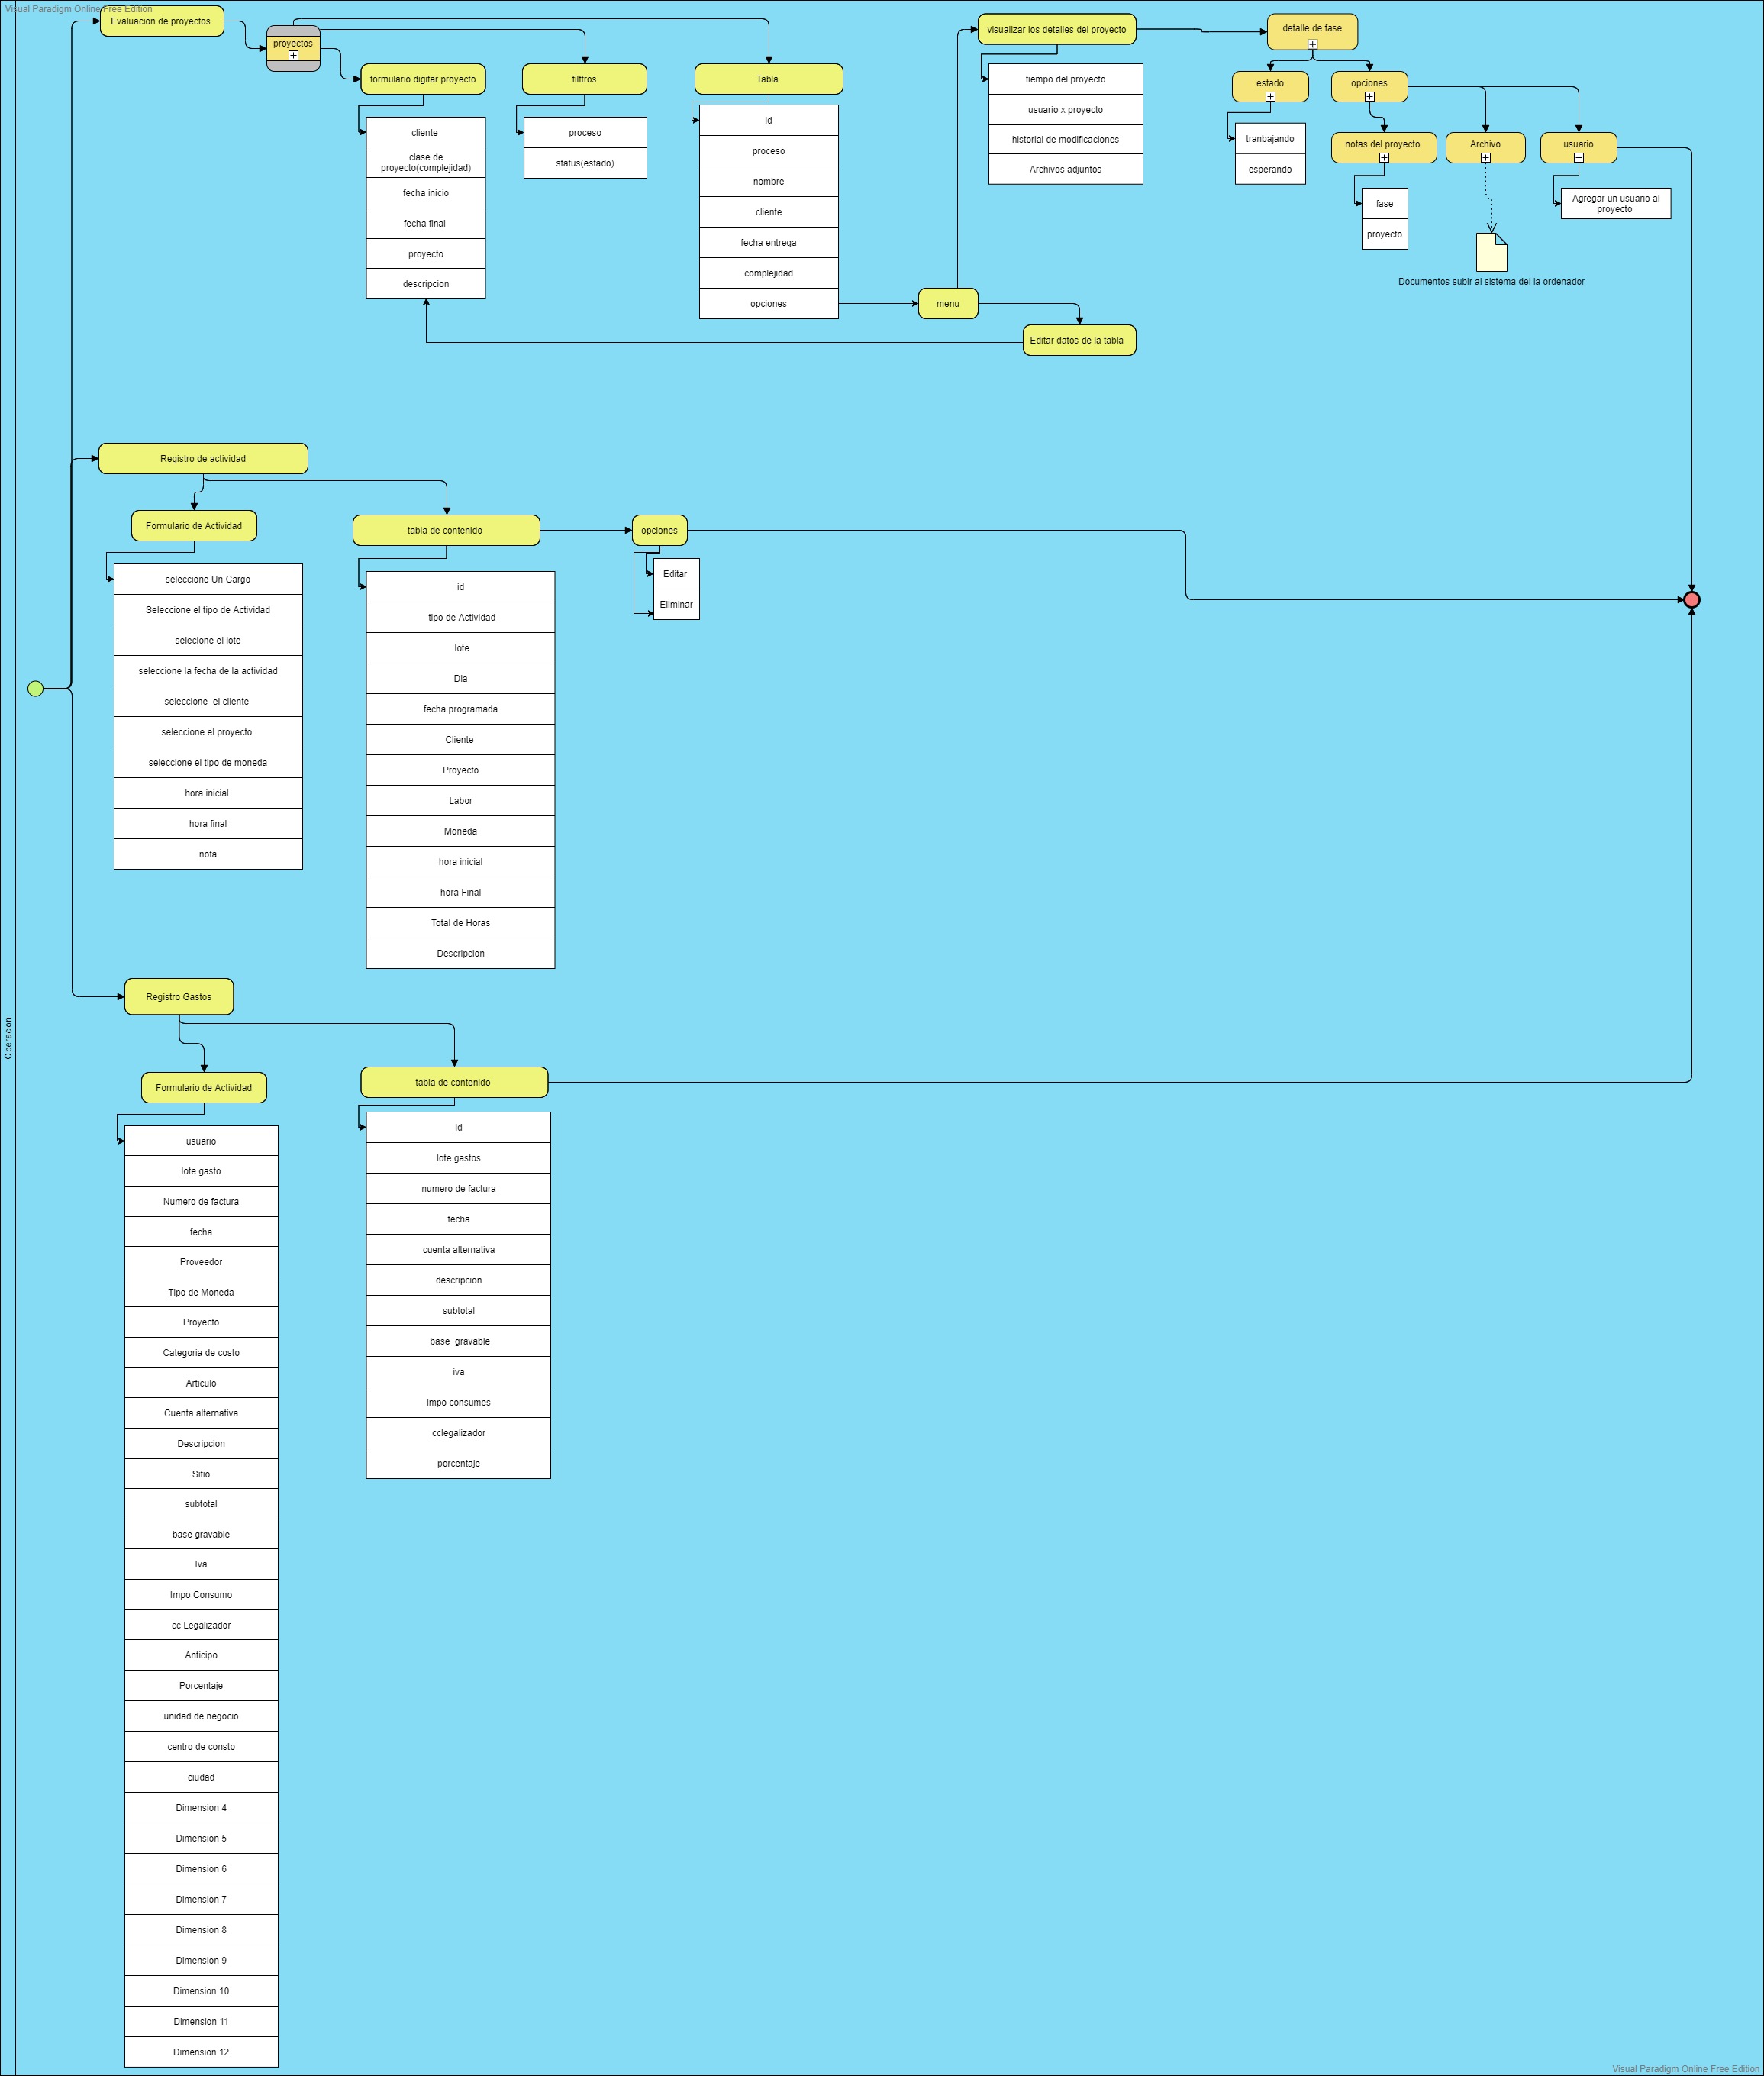 Visual Paradigm Online Free Edition
Operacion
Evaluacion de proyectos
proyectos
formulario digitar proyecto
cliente
clase de
proyecto(complejidad)
fecha inicio
fecha final
proyecto
descripcion
filttros
proceso
status(estado)
Tabla
id
proceso
nombre
cliente
fecha entrega
complejidad
opciones
menu
Editar datos de la tabla
visualizar los detalles del proyecto
tiempo del proyecto
usuario x proyecto
historial de modificaciones
Archivos adjuntos
detalle de fase
estado
tranbajando
esperando
opciones
notas del proyecto
fase
proyecto
Archivo
Documentos subir al sistema del la ordenador
usuario
Agregar un usuario al
proyecto
Registro de actividad
Formulario de Actividad
seleccione Un Cargo
Seleccione el tipo de Actividad
selecione el lote
seleccione la fecha de la actividad
seleccione  el cliente
seleccione el proyecto
seleccione el tipo de moneda
hora inicial
hora final
nota
tabla de contenido
id
tipo de Actividad
lote
Dia
fecha programada
Cliente
Proyecto
Labor
Moneda
hora inicial
hora Final
Total de Horas
Descripcion
opciones
Editar
Eliminar
Registro Gastos
Formulario de Actividad
usuario
lote gasto
Numero de factura
fecha
Proveedor
Tipo de Moneda
Proyecto
Categoria de costo
Articulo
Cuenta alternativa
Descripcion
Sitio
subtotal
base gravable
Iva
Impo Consumo
cc Legalizador
Anticipo
Porcentaje
unidad de negocio
centro de consto
ciudad
Dimension 4
Dimension 5
Dimension 6
Dimension 7
Dimension 8
Dimension 9
Dimension 10
Dimension 11
Dimension 12
tabla de contenido
id
lote gastos
numero de factura
fecha
cuenta alternativa
descripcion
subtotal
base  gravable
iva
impo consumes
cclegalizador
porcentaje
Visual Paradigm Online Free Edition